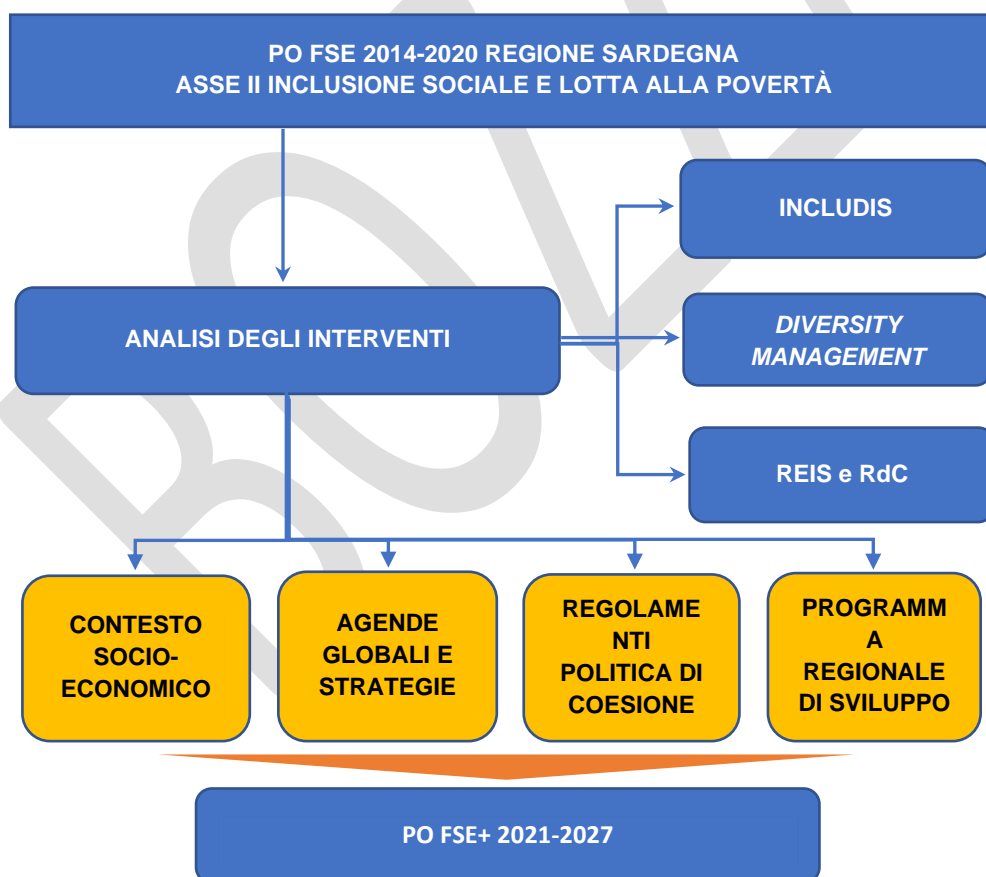 PO FSE 2014-2020 REGIONE SARDEGNA
ASSE II INCLUSIONE SOCIALE E LOTTA ALLA POVERTÀ
INCLUDIS
ANALISI DEGLI INTERVENTI
DIVERSITY
MANAGEMENT
REIS e RdC
CONTESTO
SOCIO-
ECONOMICO
AGENDE
GLOBALI E
STRATEGIE
REGOLAME
NTI
POLITICA DI
COESIONE
PROGRAMM
A
REGIONALE
DI SVILUPPO
PO FSE+ 2021-2027